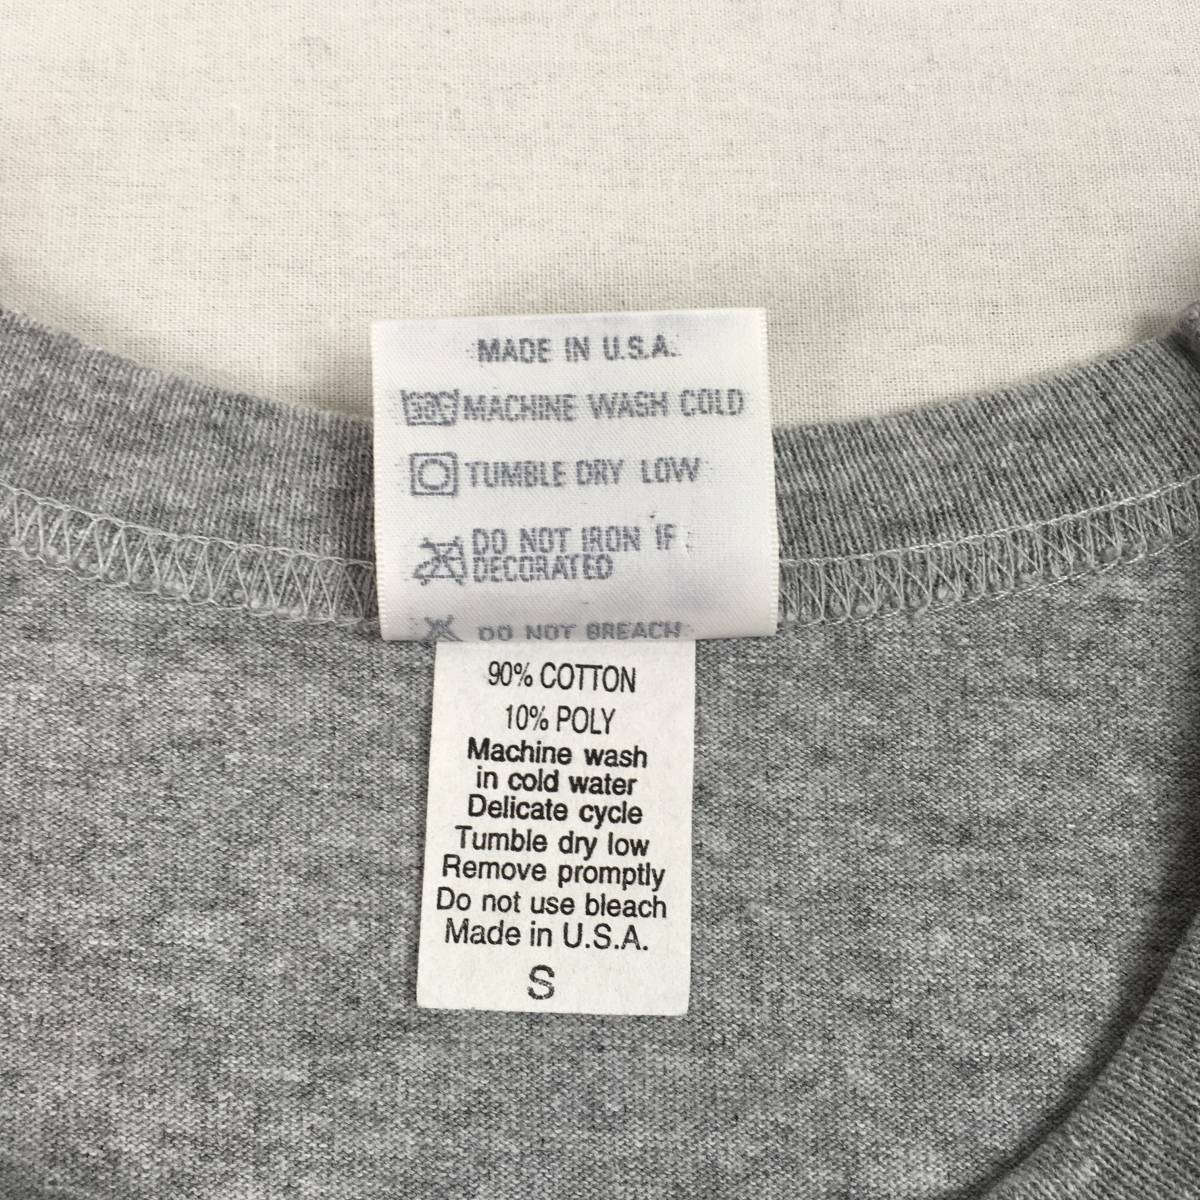 MADE IN U.S.A.
MACHINE WASH COLD
TUMBLE DRY LOW
DO NOT IRON IF
DECORATED
DO NOT BREACH
90% COTTON
10% POLY
Machine wash
in cold water
Delicate cycle
Tumble dry low
Remove promptly
Do not use bleach
Made in U.S.A.
S